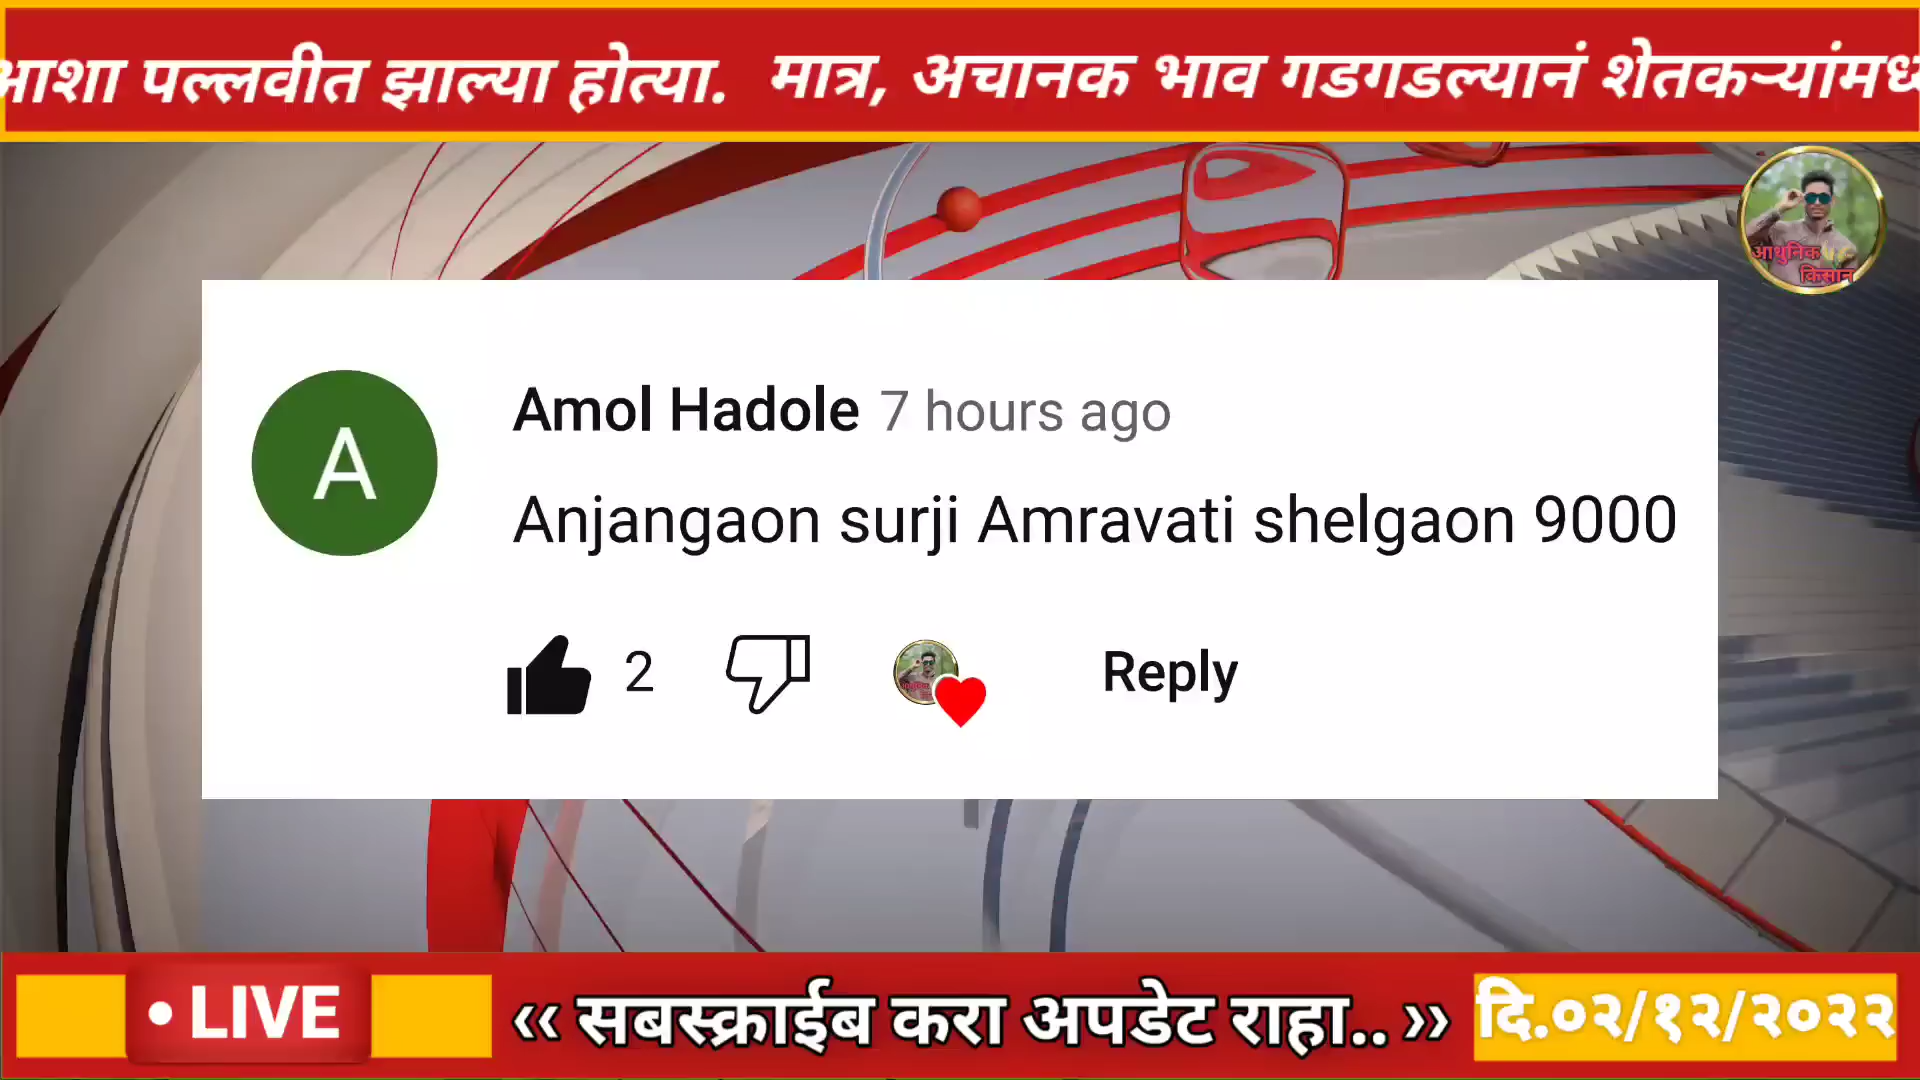 आशा पल्लवीत झाल्या होत्या. मात्र, अचानक भाव गडगडल्यानं शेतकऱ्यांमध्
आधुनिक
किसान
Amol Hadole 7 hours ago
A
Anjangaon surji Amravati shelgaon 9000
2
Reply
• LIVE
‹‹ सबस्क्राईब करा अपडेट राहा.. ››
दि.०२/१२/२०२२